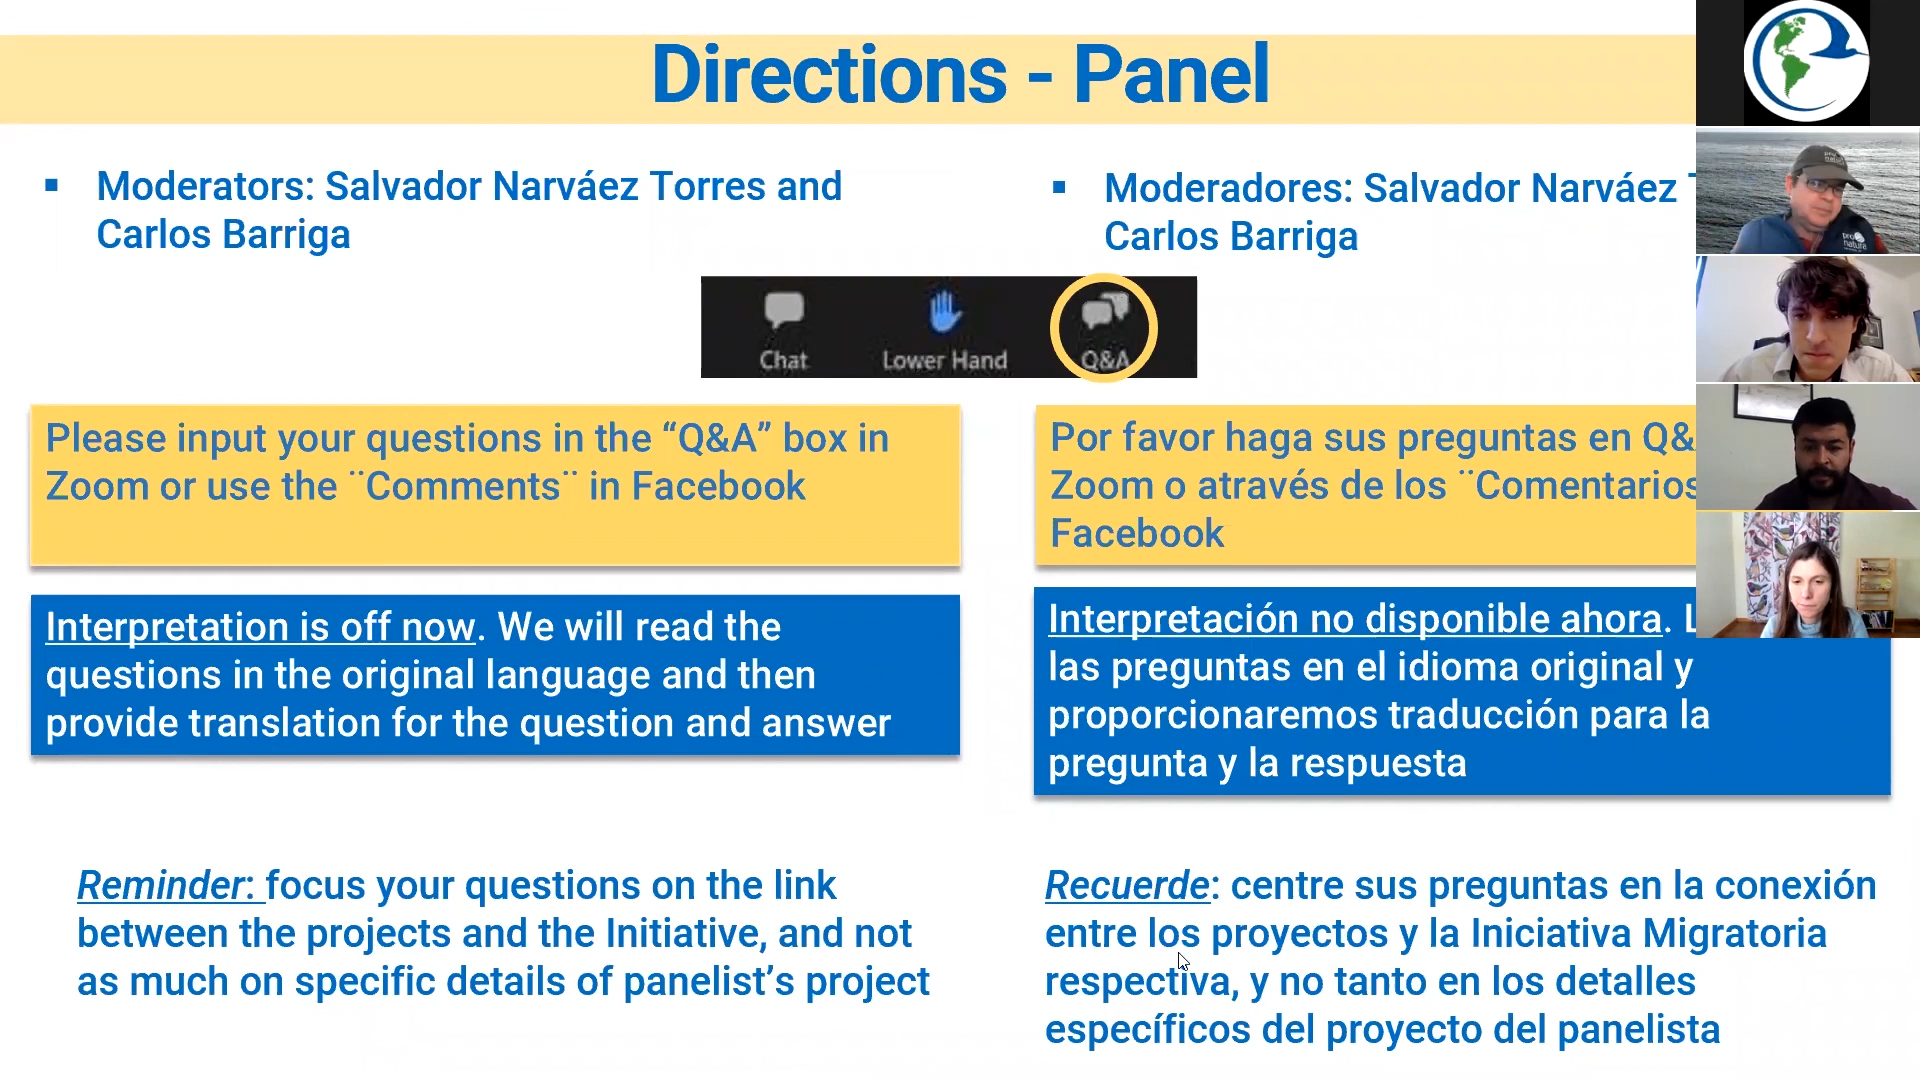 Directions - Panel
▪ Moderators: Salvador Narváez Torres and
Carlos Barriga
▪ Moderadores: Salvador Narváez
Carlos Barriga
Chat
Lower Hand
Q&A
Please input your questions in the “Q&A” box in
Zoom or use the ¨Comments¨ in Facebook
Por favor haga sus preguntas en Q&
Zoom o através de los ¨Comentarios
Facebook
Interpretation is off now. We will read the
questions in the original language and then
provide translation for the question and answer
Interpretación no disponible ahora.
las preguntas en el idioma original y
proporcionaremos traducción para la
pregunta y la respuesta
Reminder: focus your questions on the link
between the projects and the Initiative, and not
as much on specific details of panelist’s project
Recuerde: centre sus preguntas en la conexión
entre los proyectos y la Iniciativa Migratoria
respectiva, y no tanto en los detalles
específicos del proyecto del panelista
pro
natura